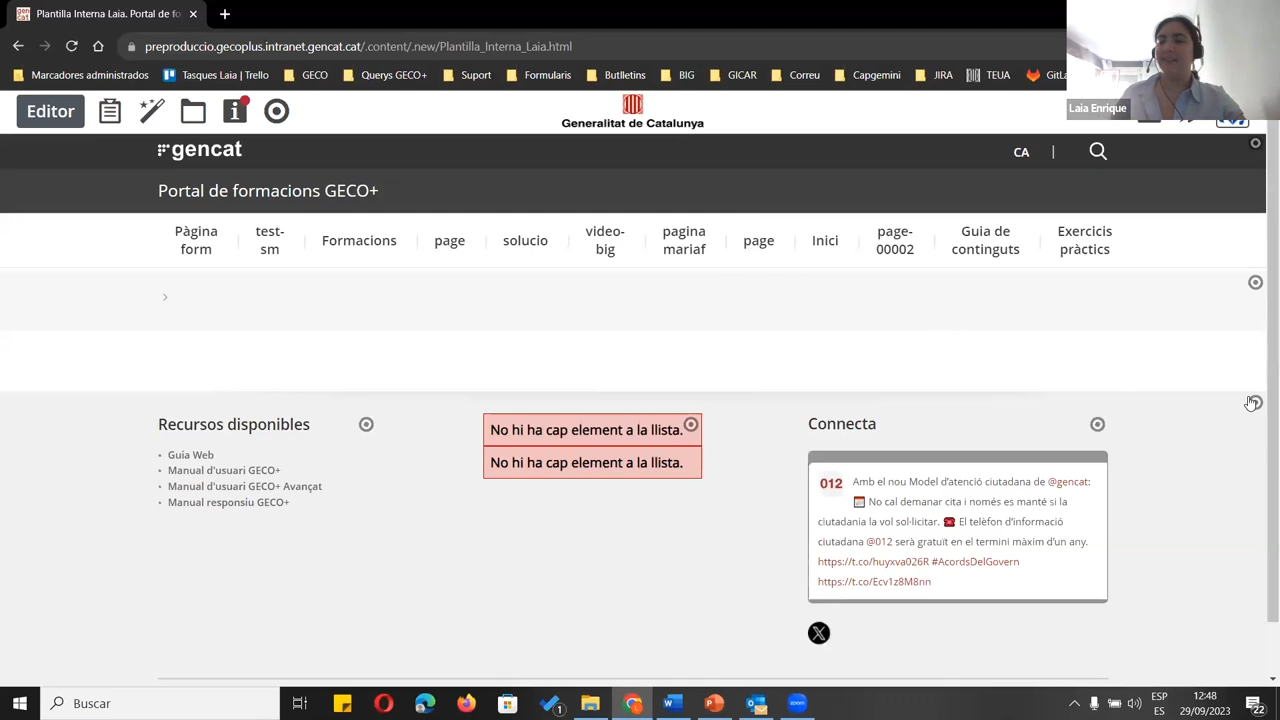 Plantilla Interna Laia. Portal de fo
preproduccio.gecoplus.intranet.gencat.cat/.content/.new/Plantilla_Interna_Laia.html
Marcadores administrados
Tasques Laia | Trello
GECO
Querys GECO+
Suport
Formularis
Butlletins
BIG
GICAR
Correu
Capgemini
JIRA
TEUA
GitLa
Laia Enrique
Editor
Generalitat de Catalunya
gencat
CA
Portal de formacions GECO+
Pàgina form
test-sm
Formacions
page
solucio
video-big
pagina mariaf
page
Inici
page-00002
Guia de continguts
Exercicis pràctics
Recursos disponibles
Guia Web
Manual d'usuari GECO+
Manual d'usuari GECO+ Avançat
Manual responsiu GECO+
No hi ha cap element a la llista.
No hi ha cap element a la llista.
Connecta
012 Amb el nou Model d'atenció ciutadana de @gencat:
No cal demanar cita i només es manté si la
ciutadania la vol sol·licitar. El telèfon d'informació
ciutadana @012 serà gratuït en el termini màxim d'un any.
https://t.co/huyxva026R #AcordsDelGovern
https://t.co/Ecv1z8M8nn
Buscar
1
ESP
ES
12:48
29/09/2023
22